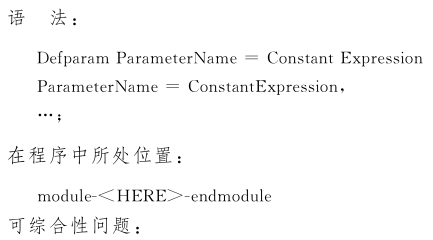 语　法：
Defparam ParameterName = Constant Expression
ParameterName = ConstantExpression，
…；
在程序中所处位置：
module-<HERE>-endmodule
可综合性问题：